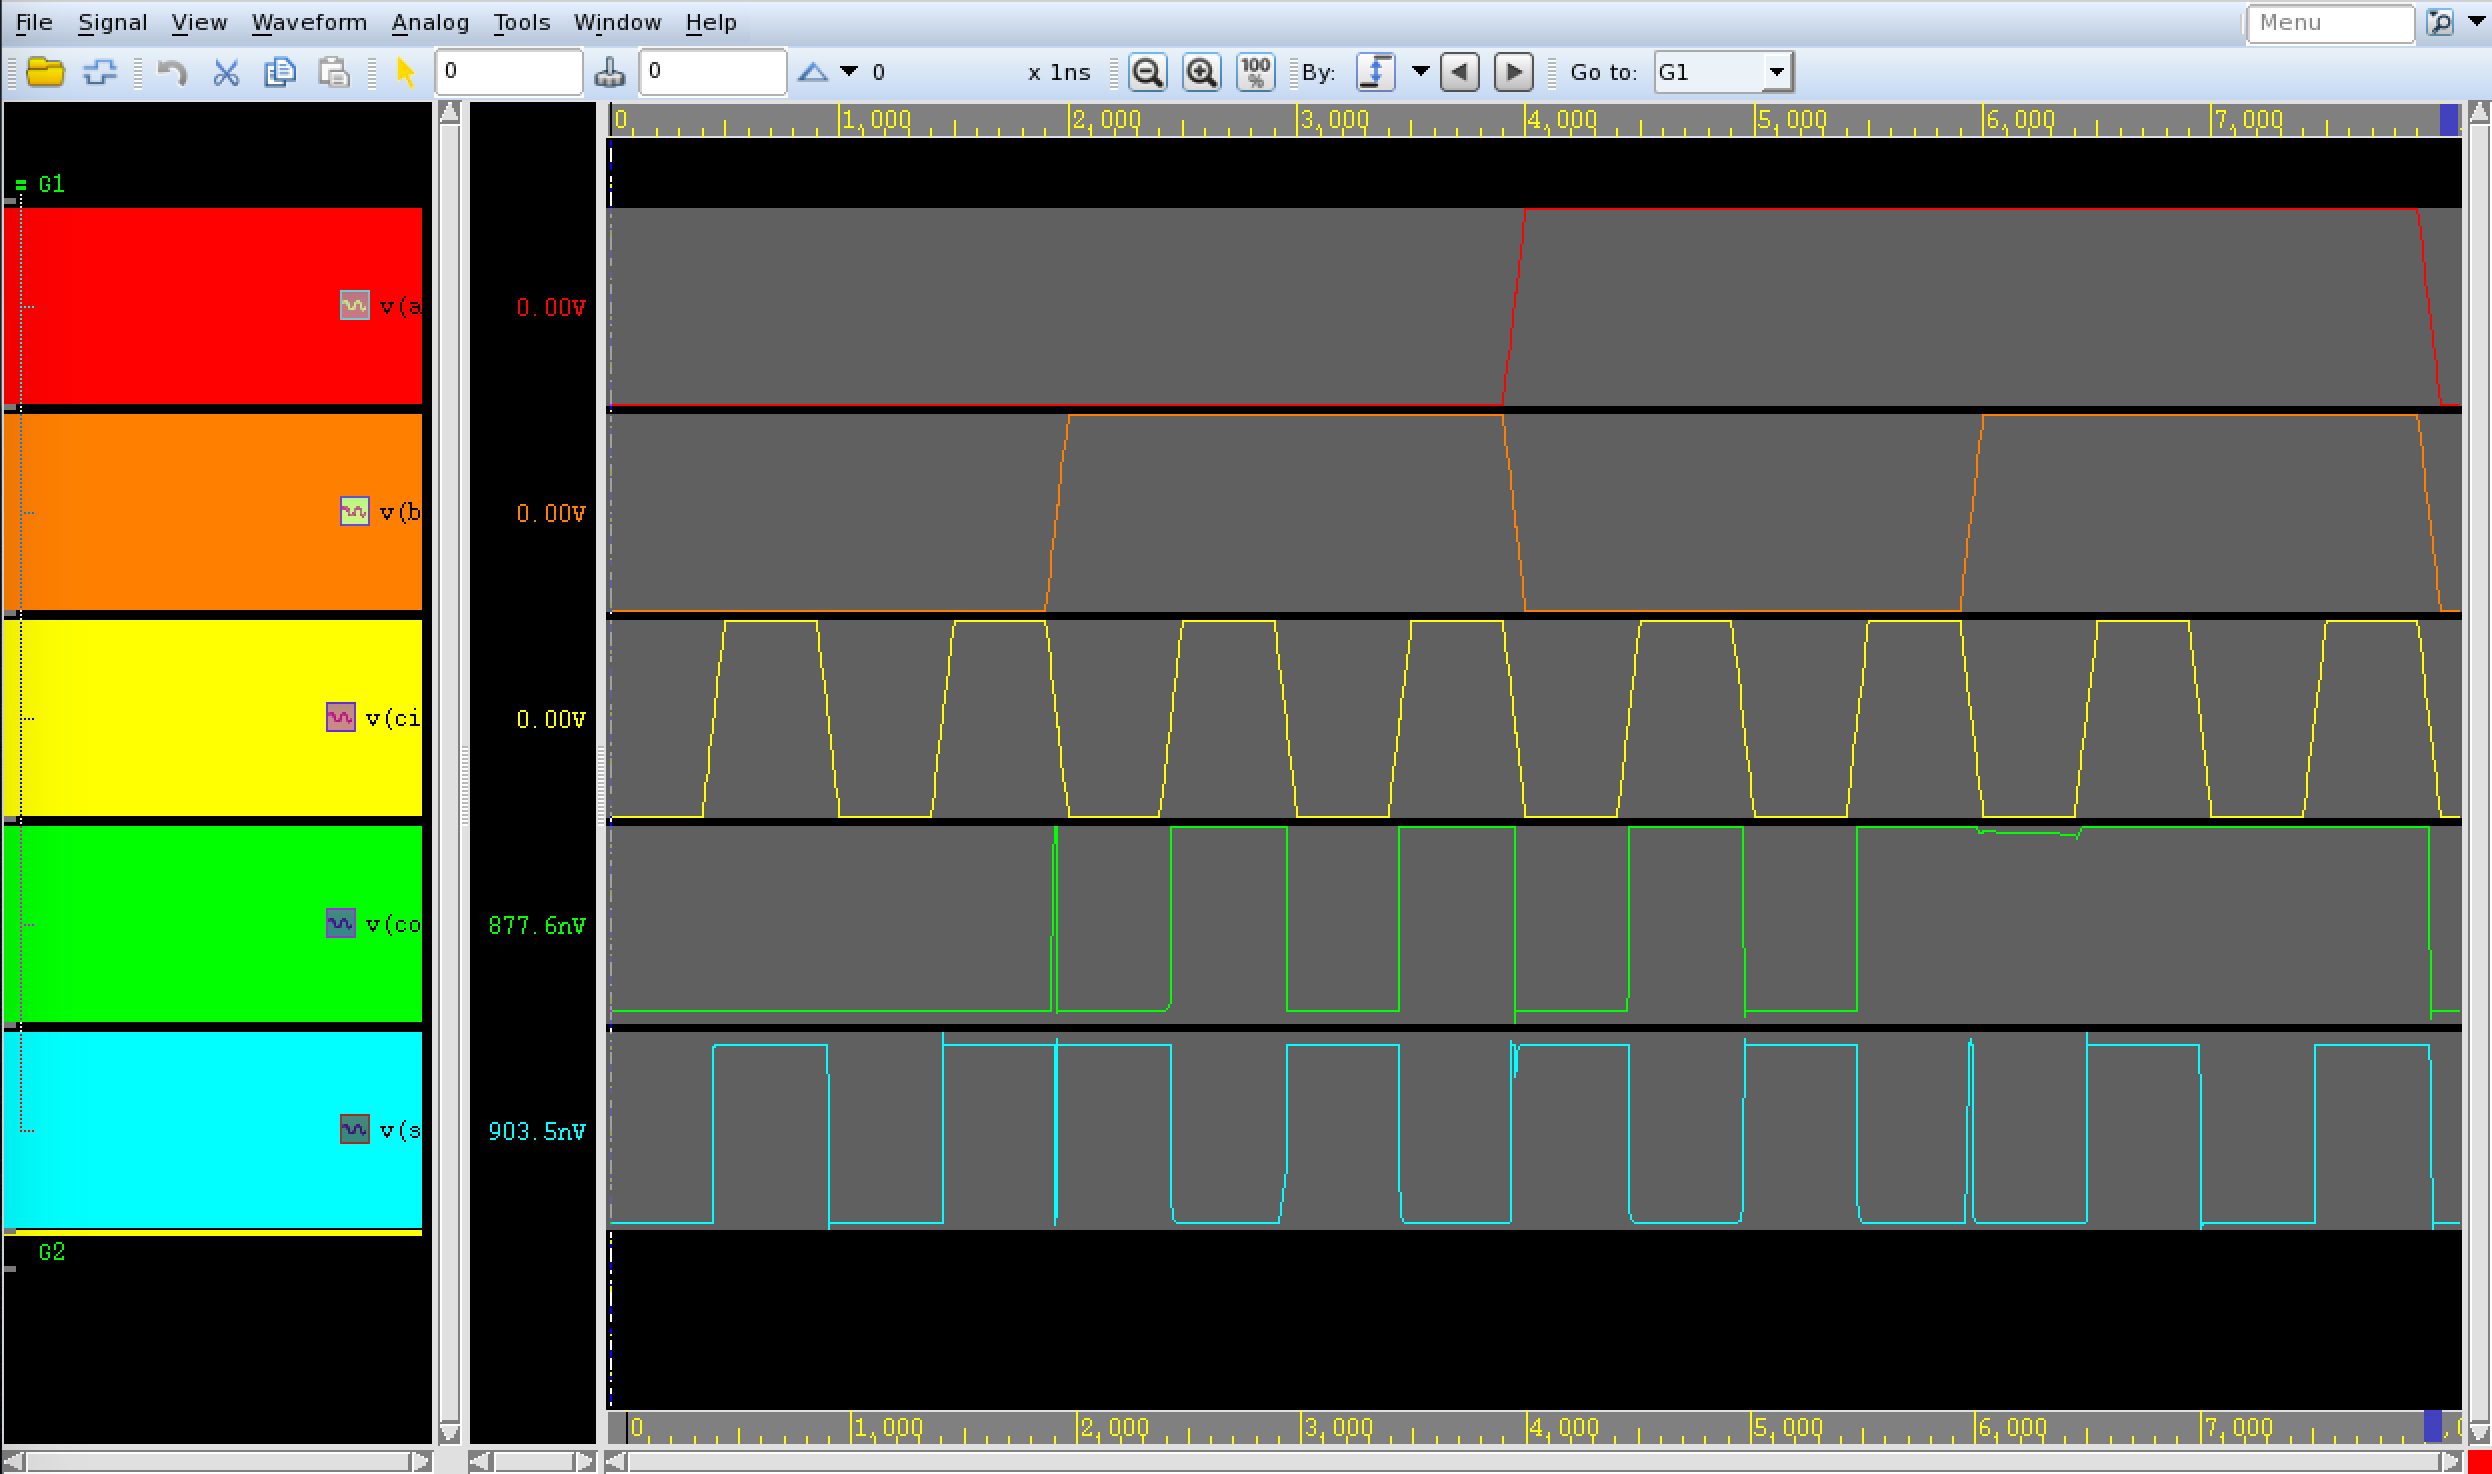 File Signal View Waveform Analog Tools Window Help Menu
0 0 0 x 1ns 100 % By: Go to: G1
0 1,000 2,000 3,000 4,000 5,000 6,000 7,000
G1
v(a 0.00V
v(b 0.00V
v(ci 0.00V
v(co 877.6nV
v(s 903.5nV
G2
0 1,000 2,000 3,000 4,000 5,000 6,000 7,000